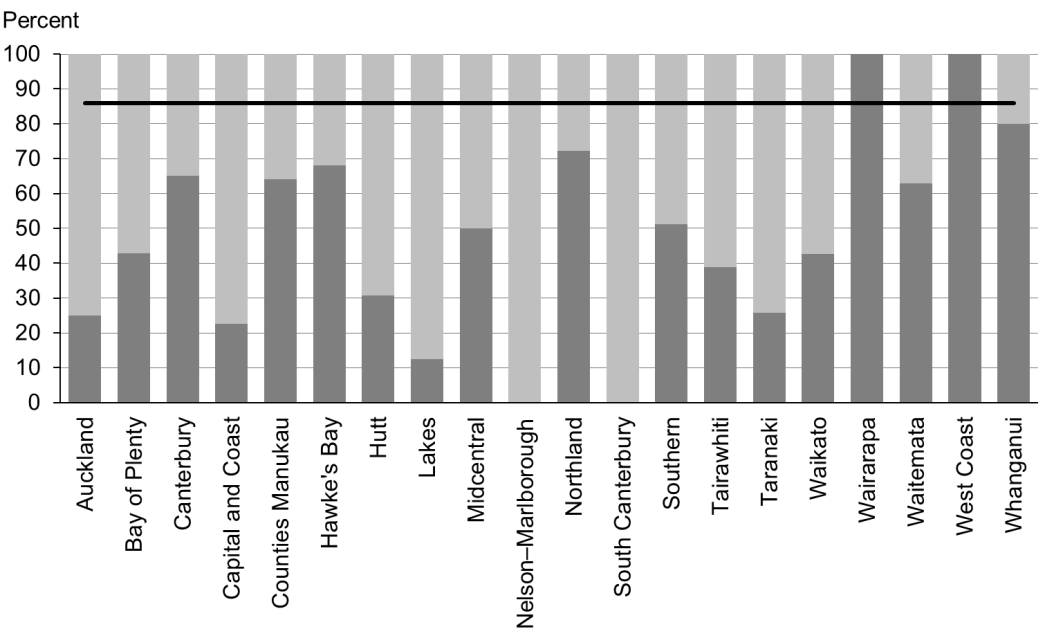 Percent
100
90
80
70
60
50
40
30
20
10
0
Auckland
Bay of Plenty
Canterbury
Capital and Coast
Counties Manukau
Hawke's Bay
Hutt
Lakes
Midcentral
Nelson–Marlborough
Northland
South Canterbury
Southern
Tairawhiti
Taranaki
Waikato
Wairarapa
Waitemata
West Coast
Whanganui